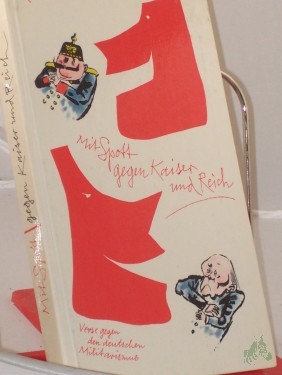 Mit Spott gegen Kaiser und Reich
Mit Spott
gegen Kaiser
und Reich
Verse gegen
den deutschen
Militarismus